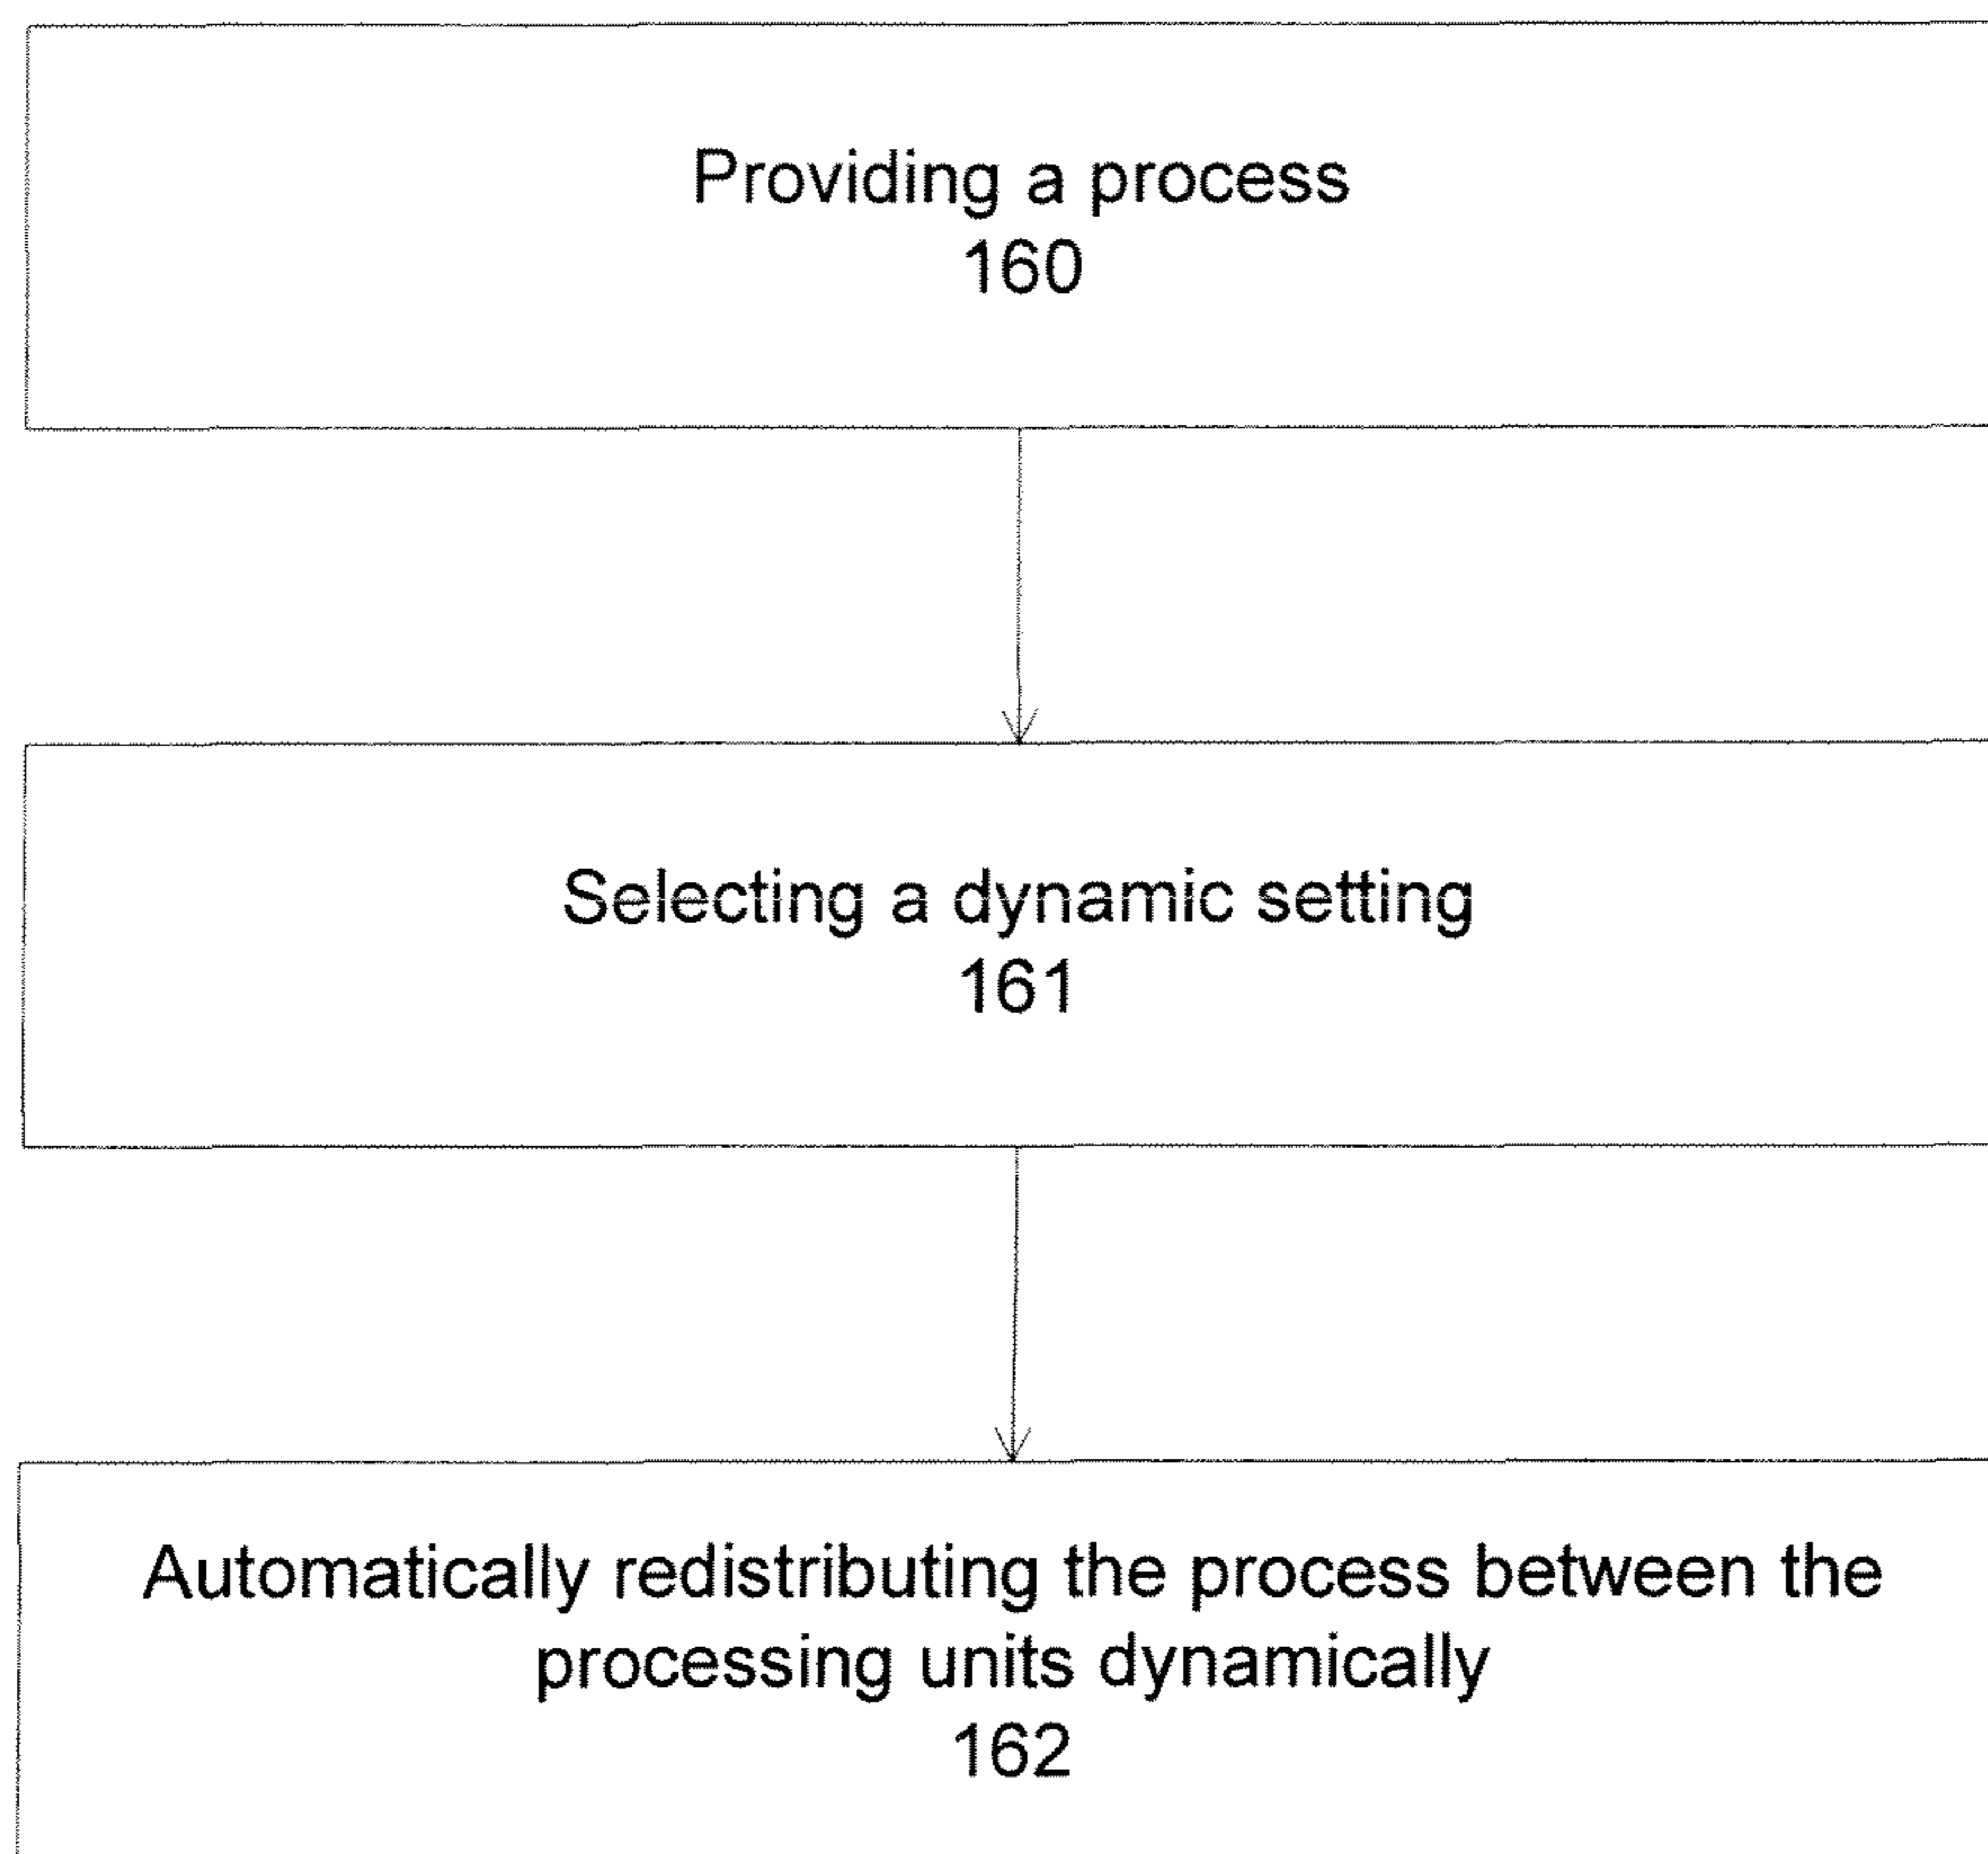 Providing a process
160
Selecting a dynamic setting
161
Automatically redistributing the process between the
processing units dynamically
162